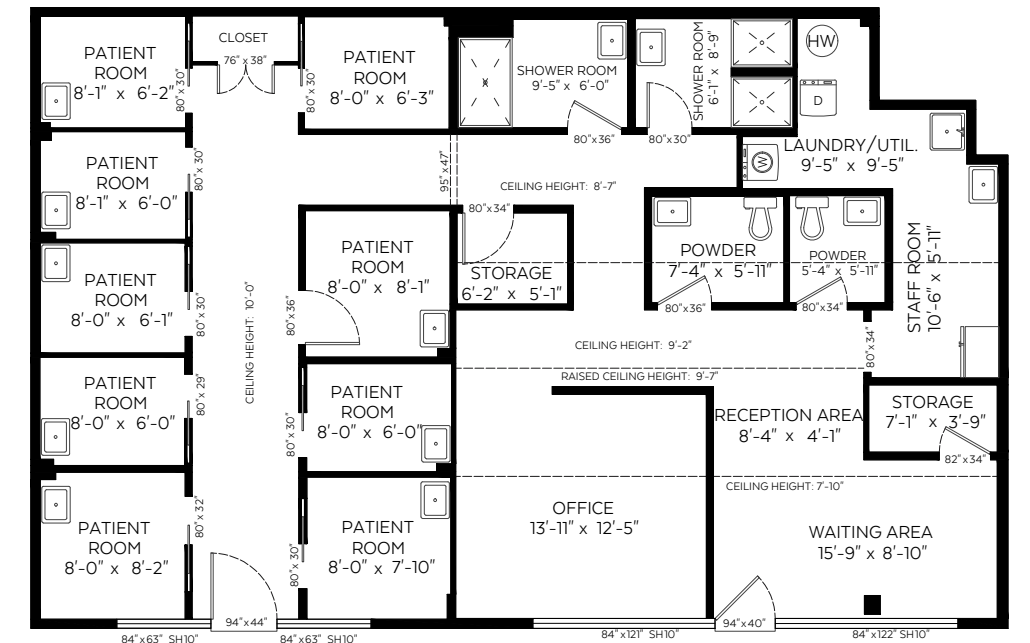 PATIENT
ROOM
8'-1" x 6'-2"
80"x 30"
CLOSET
76"x 38"
80"x 30"
PATIENT
ROOM
8'-0" x 6'-3"
SHOWER ROOM
9'-5" x 6'-0"
80"x36"
SHOWER ROOM
6'-1" x 8'-9"
80"x30"
HW
D
W
LAUNDRY/UTIL.
9'-5" x 9'-5"
PATIENT
ROOM
8'-1" x 6'-0"
80"x 30"
95"x47"
CEILING HEIGHT: 8'-7"
80"x34"
PATIENT
ROOM
8'-0" x 8'-1"
80"x 36"
STORAGE
6'-2" x 5'-1"
POWDER
7'-4" x 5'-11"
80"x36"
POWDER
5'-4" x 5'-11"
80"x34"
STAFF ROOM
10'-6" x 5'-11"
PATIENT
ROOM
8'-0" x 6'-1"
80"x30"
CEILING HEIGHT: 10'-0
CEILING HEIGHT: 9'-2"
80"x34"
RAISED CEILING HEIGHT: 9'-7"
PATIENT
ROOM
8'-0" x 6'-0"
80"x 29"
PATIENT
ROOM
8'-0" x 6'-0"
80"x30"
RECEPTION AREA
8'-4" x 4'-1"
STORAGE
7'-1" x 3'-9"
82"x34"
CEILING HEIGHT: 7'-10"
PATIENT
ROOM
8'-0" x 8'-2"
80"x 32"
PATIENT
ROOM
8'-0" x 7'-10"
80"x 30"
OFFICE
13'-11" x 12'-5"
WAITING AREA
15'-9" x 8'-10"
94"x44"
94"x40"
84"x63" SH10"
84"x63" SH10"
84"x121" SH10"
84"x122" SH10"